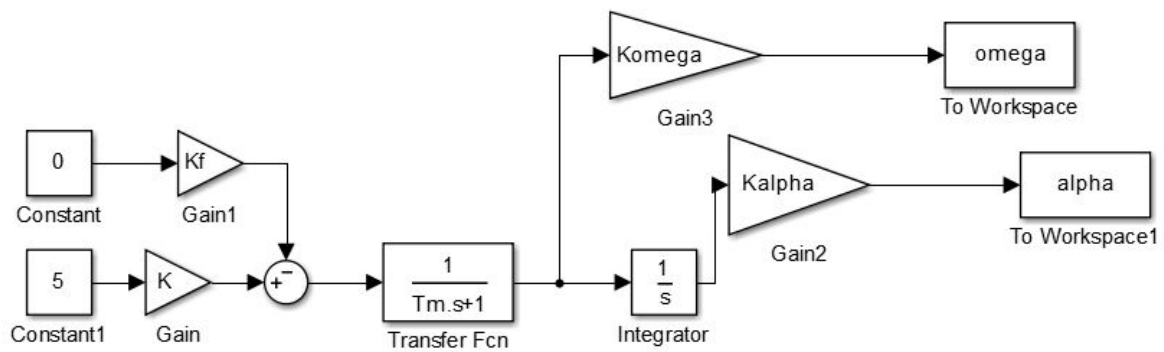 Komega
omega
To Workspace
Gain3
0
Kf
Kalpha
alpha
Constant
Gain1
To Workspace1
Gain2
5
K
+
−
1
Tm.s+1
1
s
Constant1
Gain
Transfer Fcn
Integrator